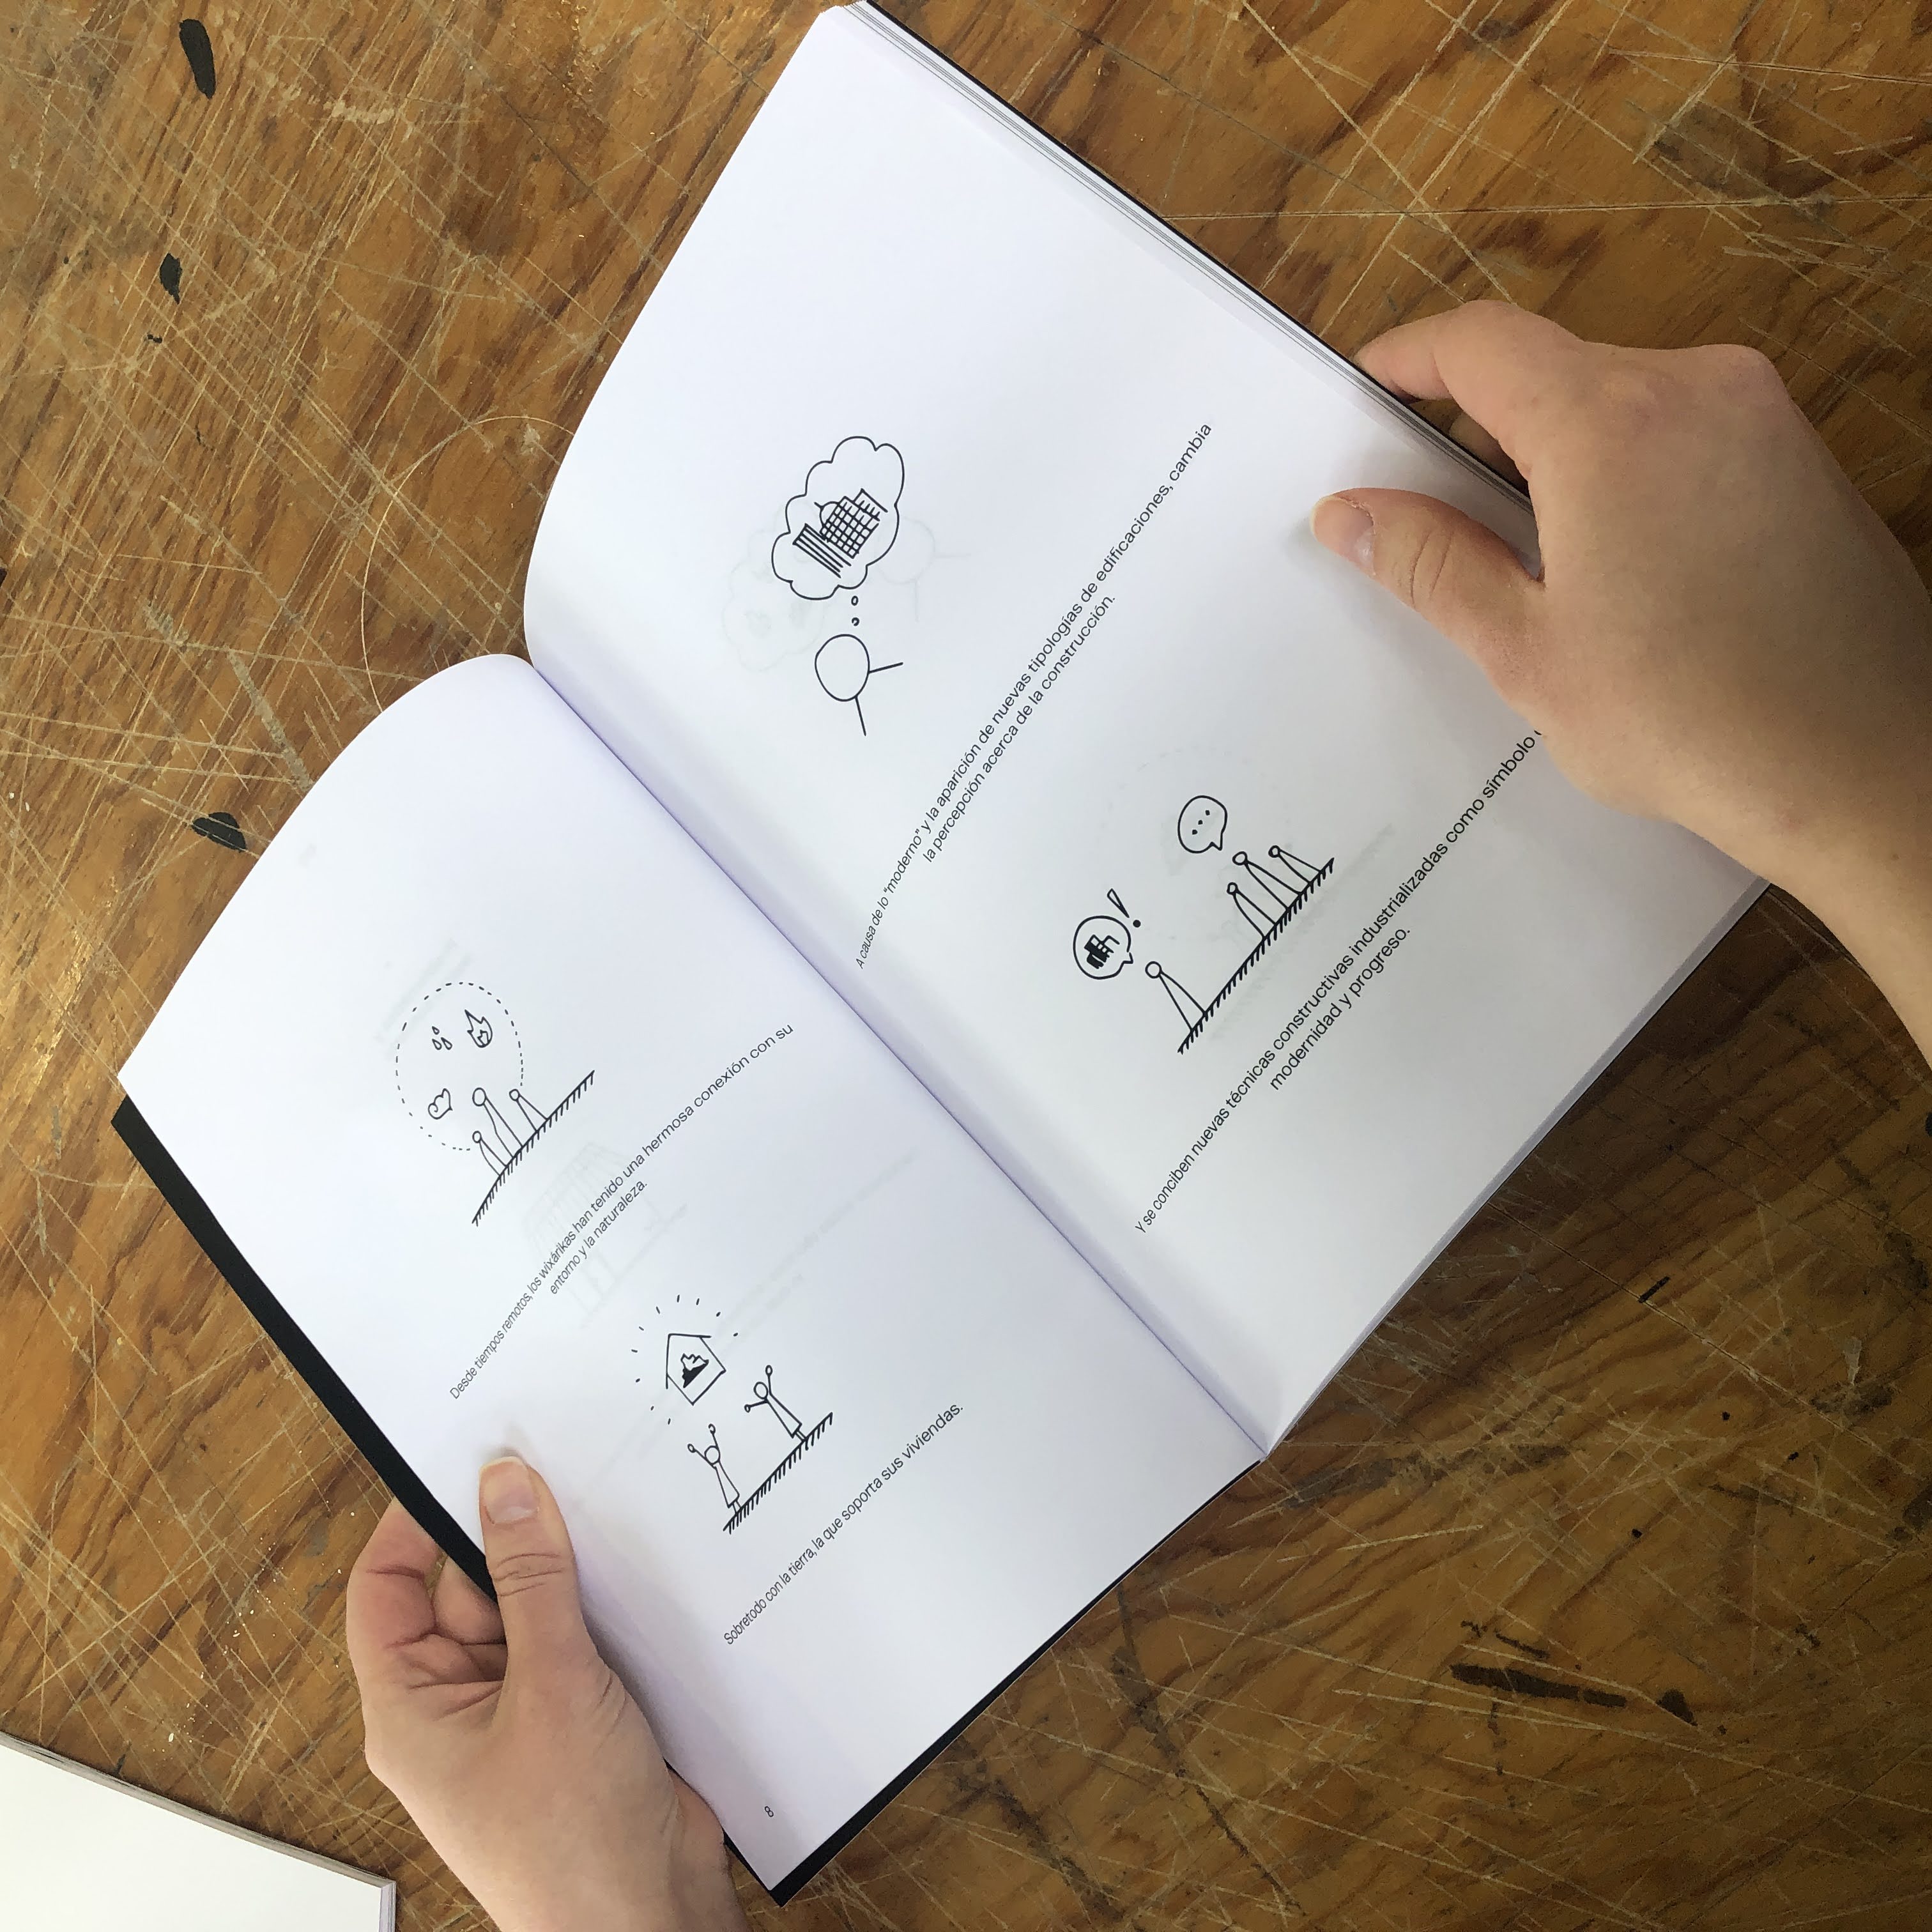 Desde tiempos remotos, los wixárikas han tenido una hermosa conexión con su
entorno y la naturaleza.
Sobretodo con la tierra, la que soporta sus viviendas.
8
A causa de lo "moderno" y la aparición de nuevas tipologías de edificaciones, cambia
la percepción acerca de la construcción.
Y se conciben nuevas técnicas constructivas industrializadas como símbolo
modernidad y progreso.